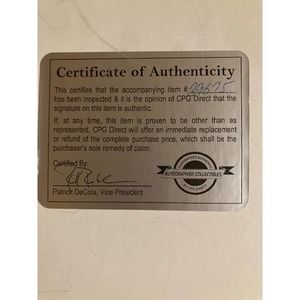 Certificate of Authenticity
This certifies that the accompanying item #
has been inspected & it is the opinion of CPG Direct that the
signature on this item is authentic.
If, at any time, this item is proven to be other than as
represented, CPG Direct will offer an immediate replacement
or refund of the complete purchase price, which shall be the
purchaser's sole remedy of claim.
Certified By:
Patrick DeCola, Vice President
AUTOGRAPHED COLLECTIBLES